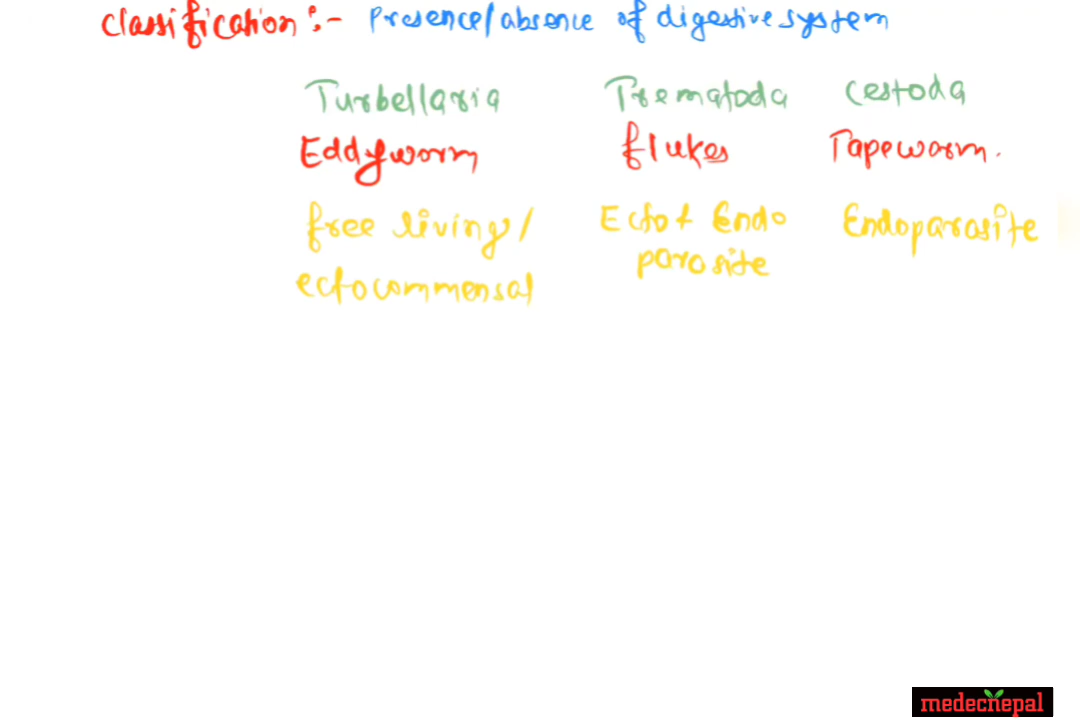 Classification :- Presence/absence of digestive system
Turbellaria Trematoda Cestoda
Eddyworm flukes Tapeworm.
free living/ Ecto+ Endo Endoparasite
ectocommensal parasite
medecnepal